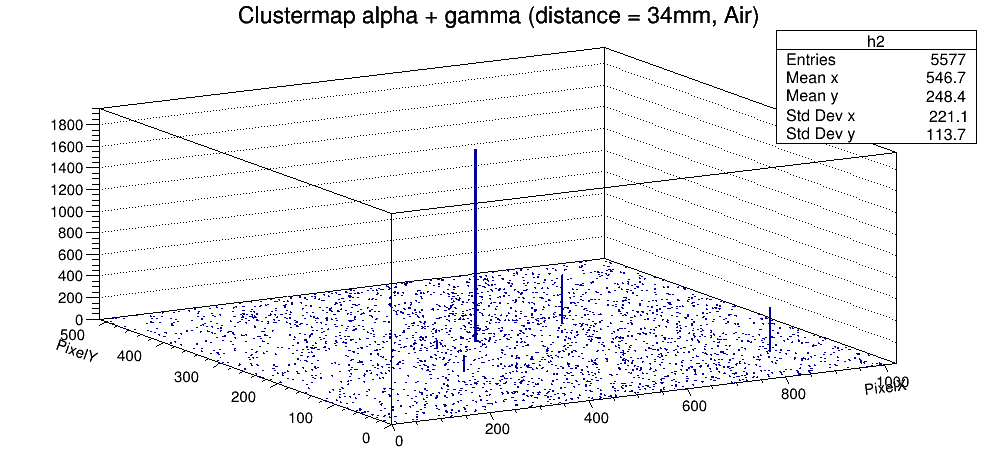 Clustermap alpha + gamma (distance = 34mm, Air)
h2
Entries 5577
Mean x 546.7
Mean y 248.4
Std Dev x 221.1
Std Dev y 113.7
1800
1600
1400
1200
1000
800
600
400
200
0
500
PixelY
400
300
200
100
0
0
200
400
600
800
1000
PixelX